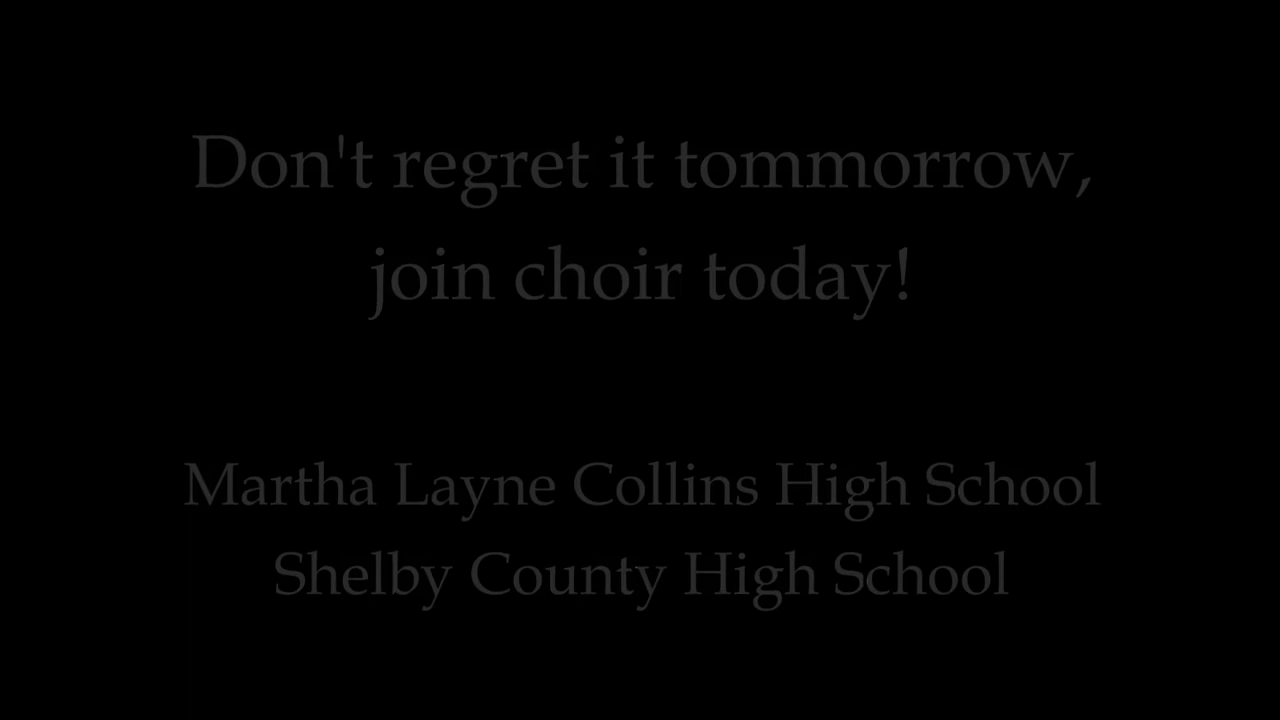 Don't regret it tommorrow,
join choir today!
Martha Layne Collins High School
Shelby County High School